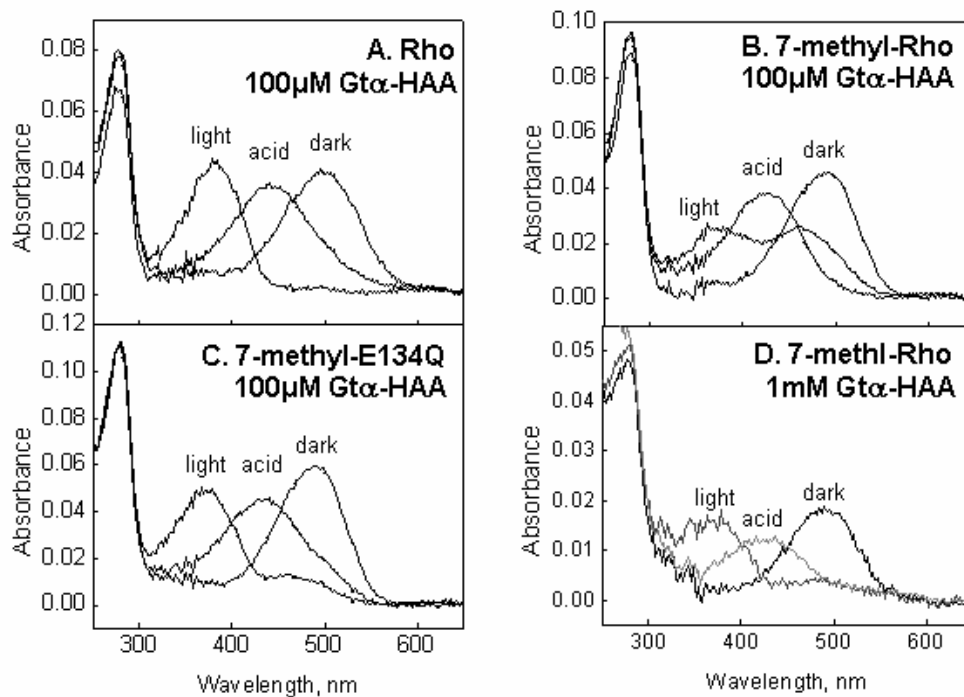 A. Rho
100µM Gtα-HAA
light
acid
dark
Absorbance
0.08
0.06
0.04
0.02
0.00
B. 7-methyl-Rho
100µM Gtα-HAA
light
acid
dark
Absorbance
0.10
0.08
0.06
0.04
0.02
0.00
C. 7-methyl-E134Q
100µM Gtα-HAA
light
acid
dark
Absorbance
0.12
0.10
0.08
0.06
0.04
0.02
0.00
300 400 500 600
Wavelength, nm
D. 7-methl-Rho
1mM Gtα-HAA
light
acid
dark
Absorbance
0.05
0.04
0.03
0.02
0.01
0.00
300 400 500 600
Wavelength, nm